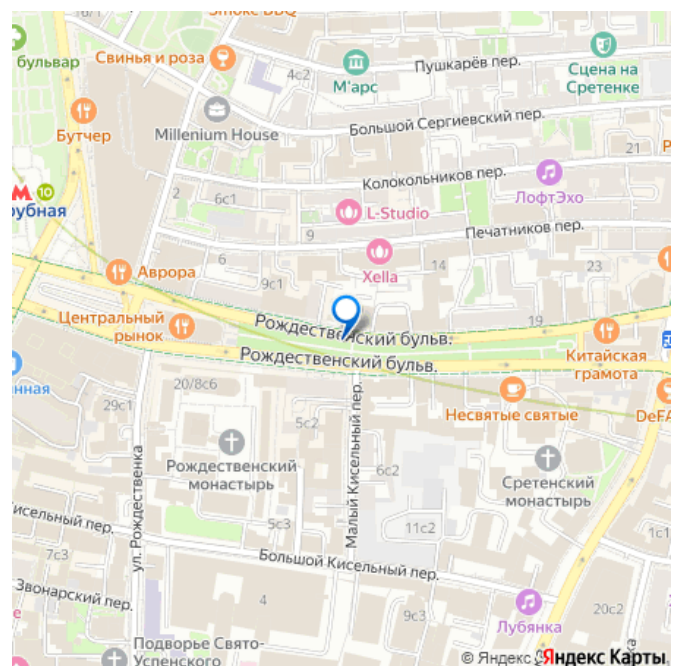 Smoke BBQ
бульвар
Свинья и роза
4с2
М'арс
Пушкарёв пер.
Сцена на
Сретенке
Бутчер
Millenium House
Большой Сергиевский пер.
21
10
рубная
2
6с1
L-Studio
Колокольников пер.
ЛофтЭхо
9
Печатников пер.
Аврора
6
9с1
Xella
14
23
Центральный
рынок
Рождественский бульв.
19
Рождественский бульв.
Китайская
грамота
нная
20/8с6
29с1
5с2
Несвятые святые
DeFA
Рождественский
монастырь
ул. Рождественка
Малый Кисельный пер.
6с2
Сретенский
монастырь
исельный пер.
5с3
11с2
7с3
Большой Кисельный пер.
1с1
Звонарский пер.
4
9с3
Лубянка
20с2
Подворье Свято-
Успенского
© Яндекс Яндекс Карты